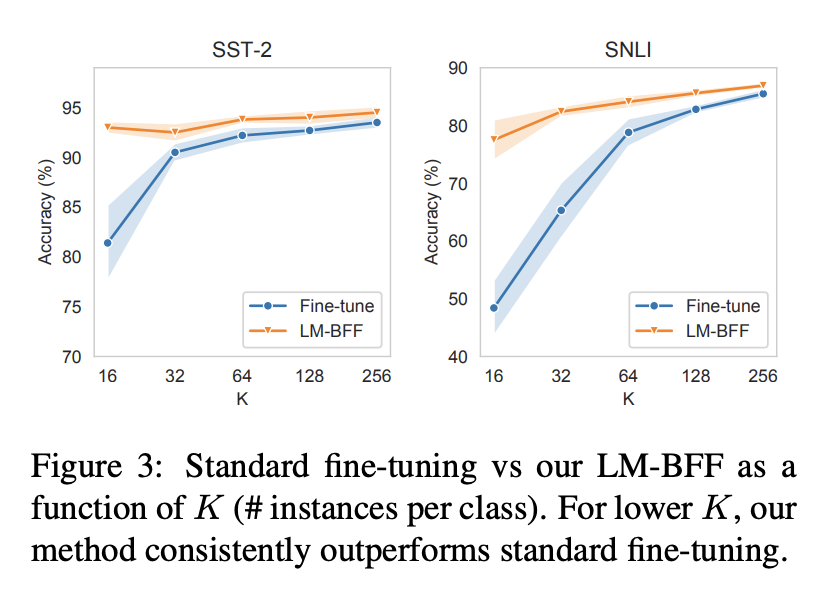 SST-2
95
90
85
80
75
70
Accuracy (%)
16 32 64 128 256
K
Fine-tune
LM-BFF
SNLI
90
80
70
60
50
40
Accuracy (%)
16 32 64 128 256
K
Fine-tune
LM-BFF
Figure 3: Standard fine-tuning vs our LM-BFF as a
function of K (# instances per class). For lower K, our
method consistently outperforms standard fine-tuning.